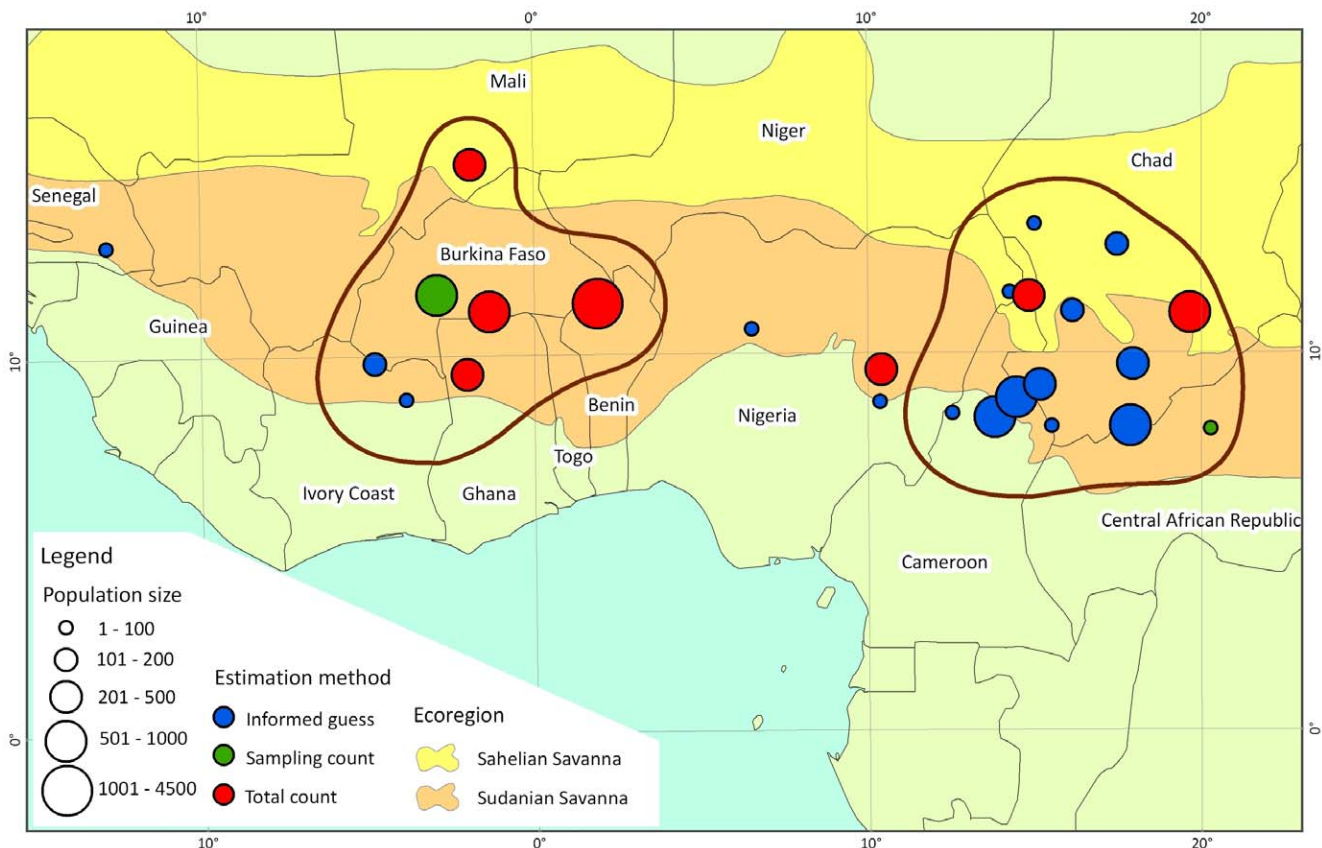 10°
0°
10°
20°
Mali
Niger
Chad
Senegal
Burkina Faso
Guinea
10°
10°
Benin
Nigeria
Togo
Ivory Coast
Ghana
Central African Republic
Cameroon
Legend
Population size
1 - 100
101 - 200
201 - 500
501 - 1000
1001 - 4500
Estimation method
Informed guess
Sampling count
Total count
Ecoregion
Sahelian Savanna
Sudanian Savanna
0°
0°
10°
0°
10°
20°